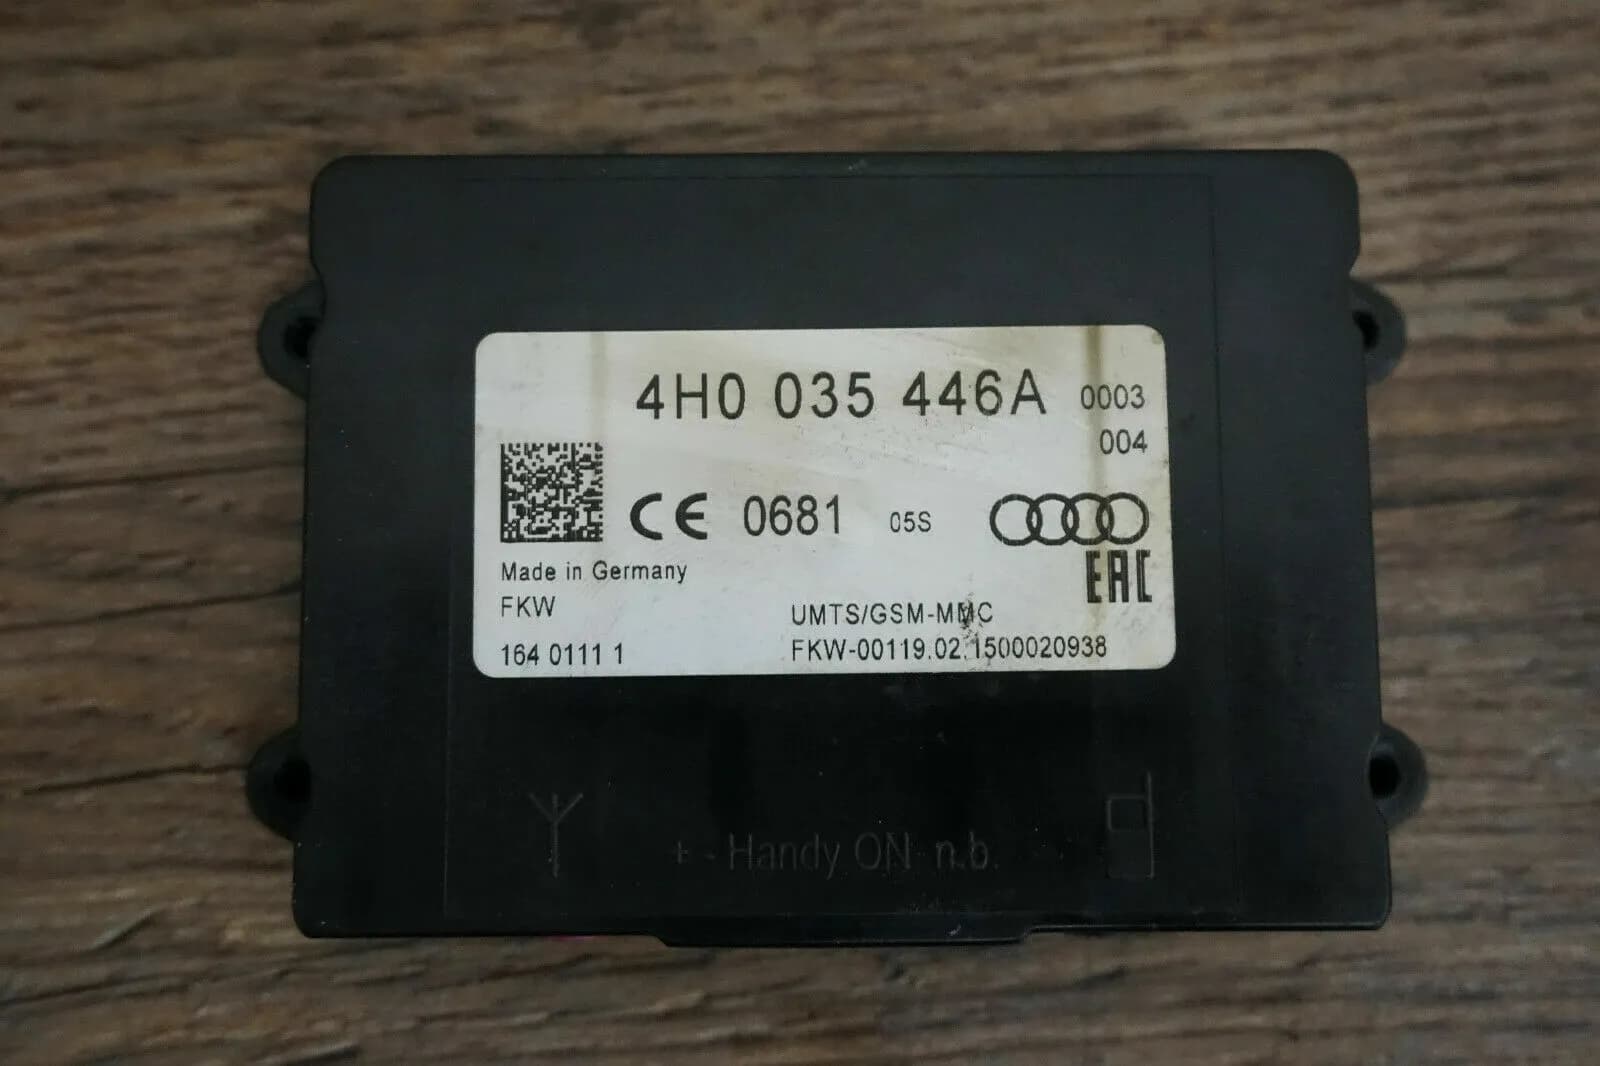 4H0 035 446A 0003
004
CE 0681 05S
EAC
Made in Germany
FKW
UMTS/GSM-MMC
164 0111 1
FKW-00119.02.1500020938
Handy ON n.b.